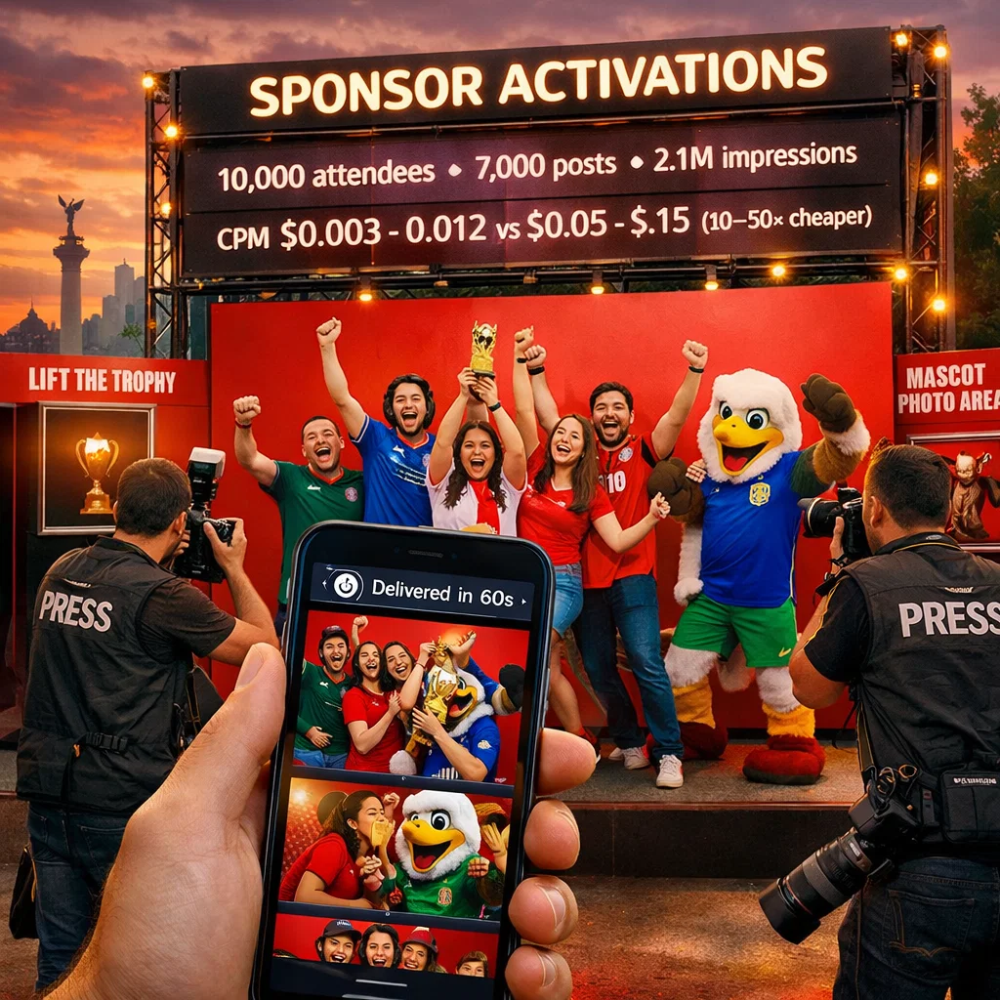 SPONSOR ACTIVATIONS
10,000 attendees • 7,000 posts • 2.1M impressions
CPM $0.003 - 0.012 vs $0.05 - $.15 (10–50× cheaper)
LIFT THE TROPHY
MASCOT
PHOTO AREA
10
PRESS
PRESS
Delivered in 60s